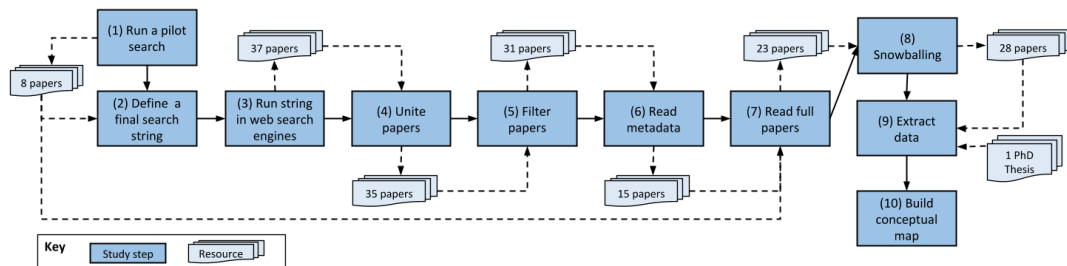 (1) Run a pilot
search
8 papers
(2) Define a
final search
string
37 papers
(3) Run string
in web search
engines
(4) Unite
papers
35 papers
31 papers
(5) Filter
papers
(6) Read
metadata
15 papers
23 papers
(7) Read full
papers
(8)
Snowballing
28 papers
(9) Extract
data
1 PhD
Thesis
(10) Build
conceptual
map
Key
Study step
Resource